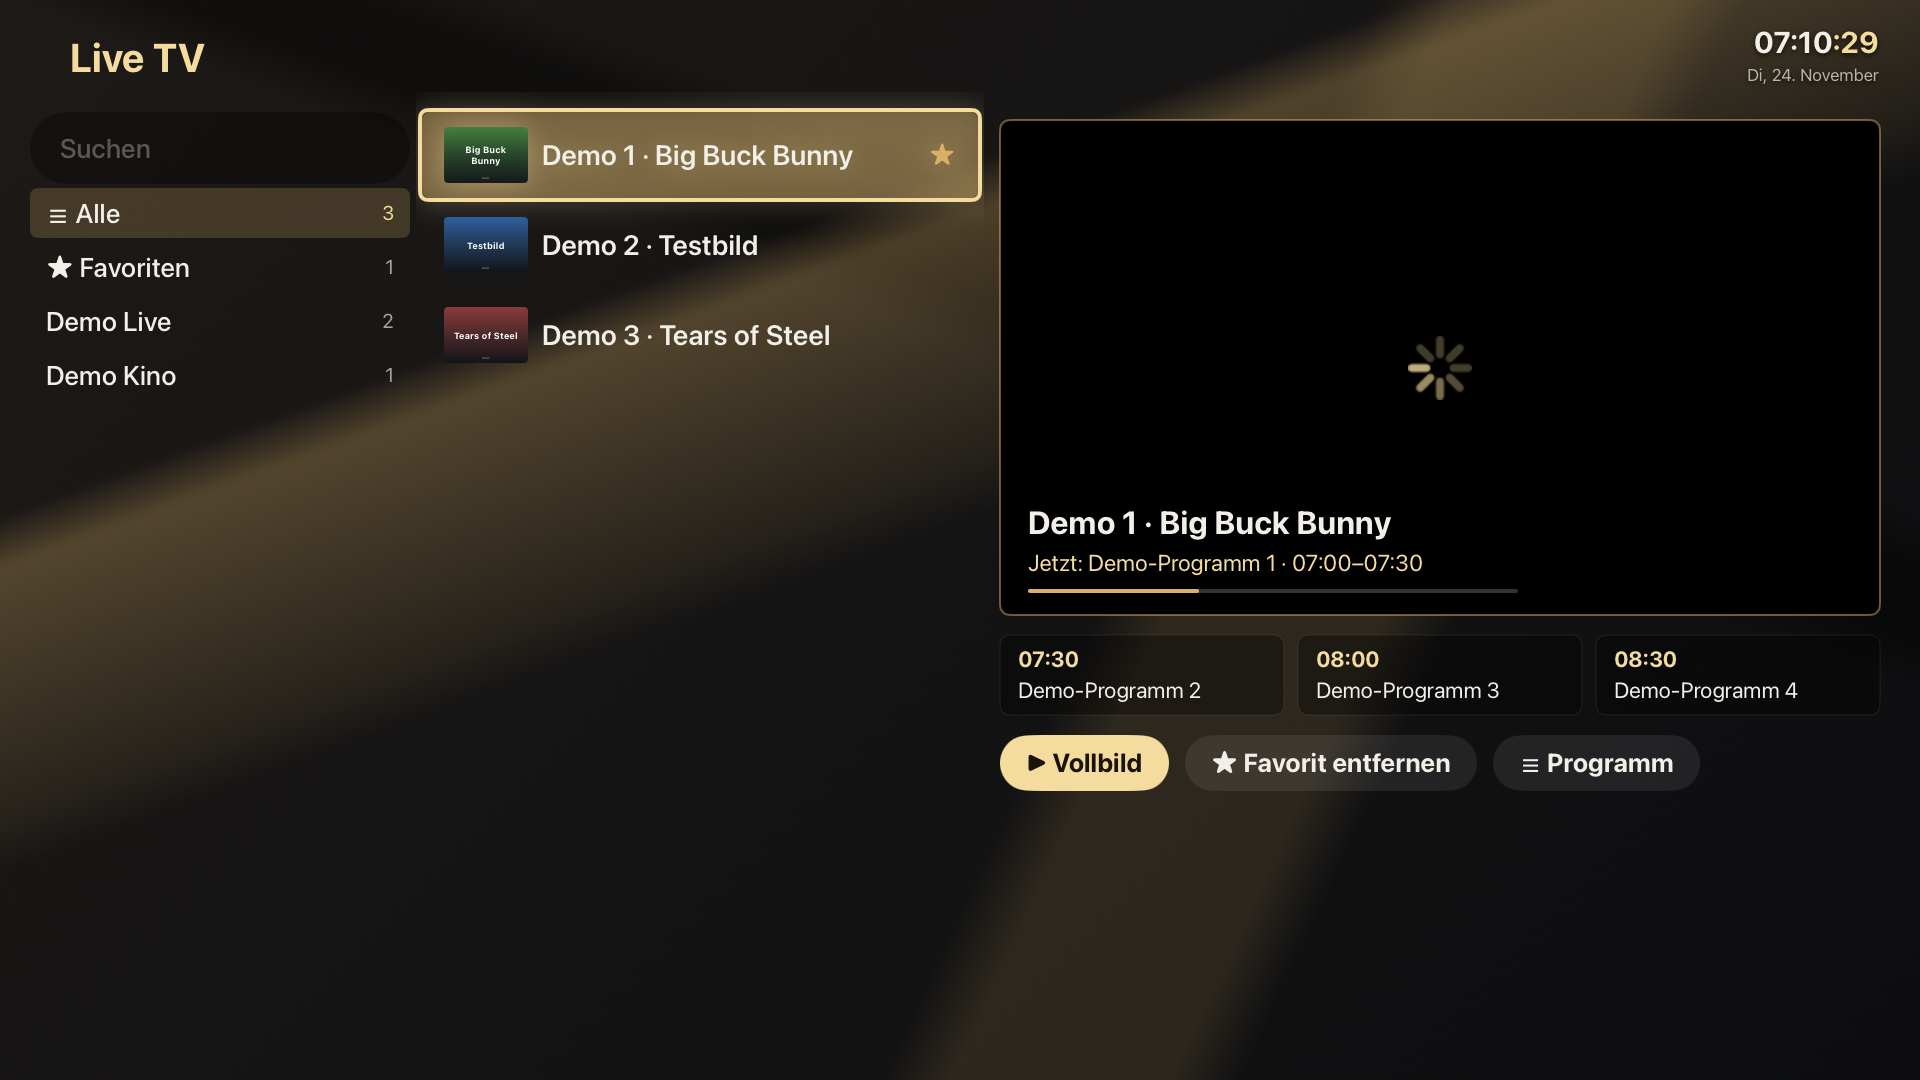 Live TV
07:10:29
Di, 24. November
Suchen
Alle 3
Favoriten 1
Demo Live 2
Demo Kino 1
Big Buck
Bunny
Demo 1 · Big Buck Bunny
Testbild
Demo 2 · Testbild
Tears of Steel
Demo 3 · Tears of Steel
Demo 1 · Big Buck Bunny
Jetzt: Demo-Programm 1 · 07:00–07:30
07:30
Demo-Programm 2
08:00
Demo-Programm 3
08:30
Demo-Programm 4
Vollbild
Favorit entfernen
Programm